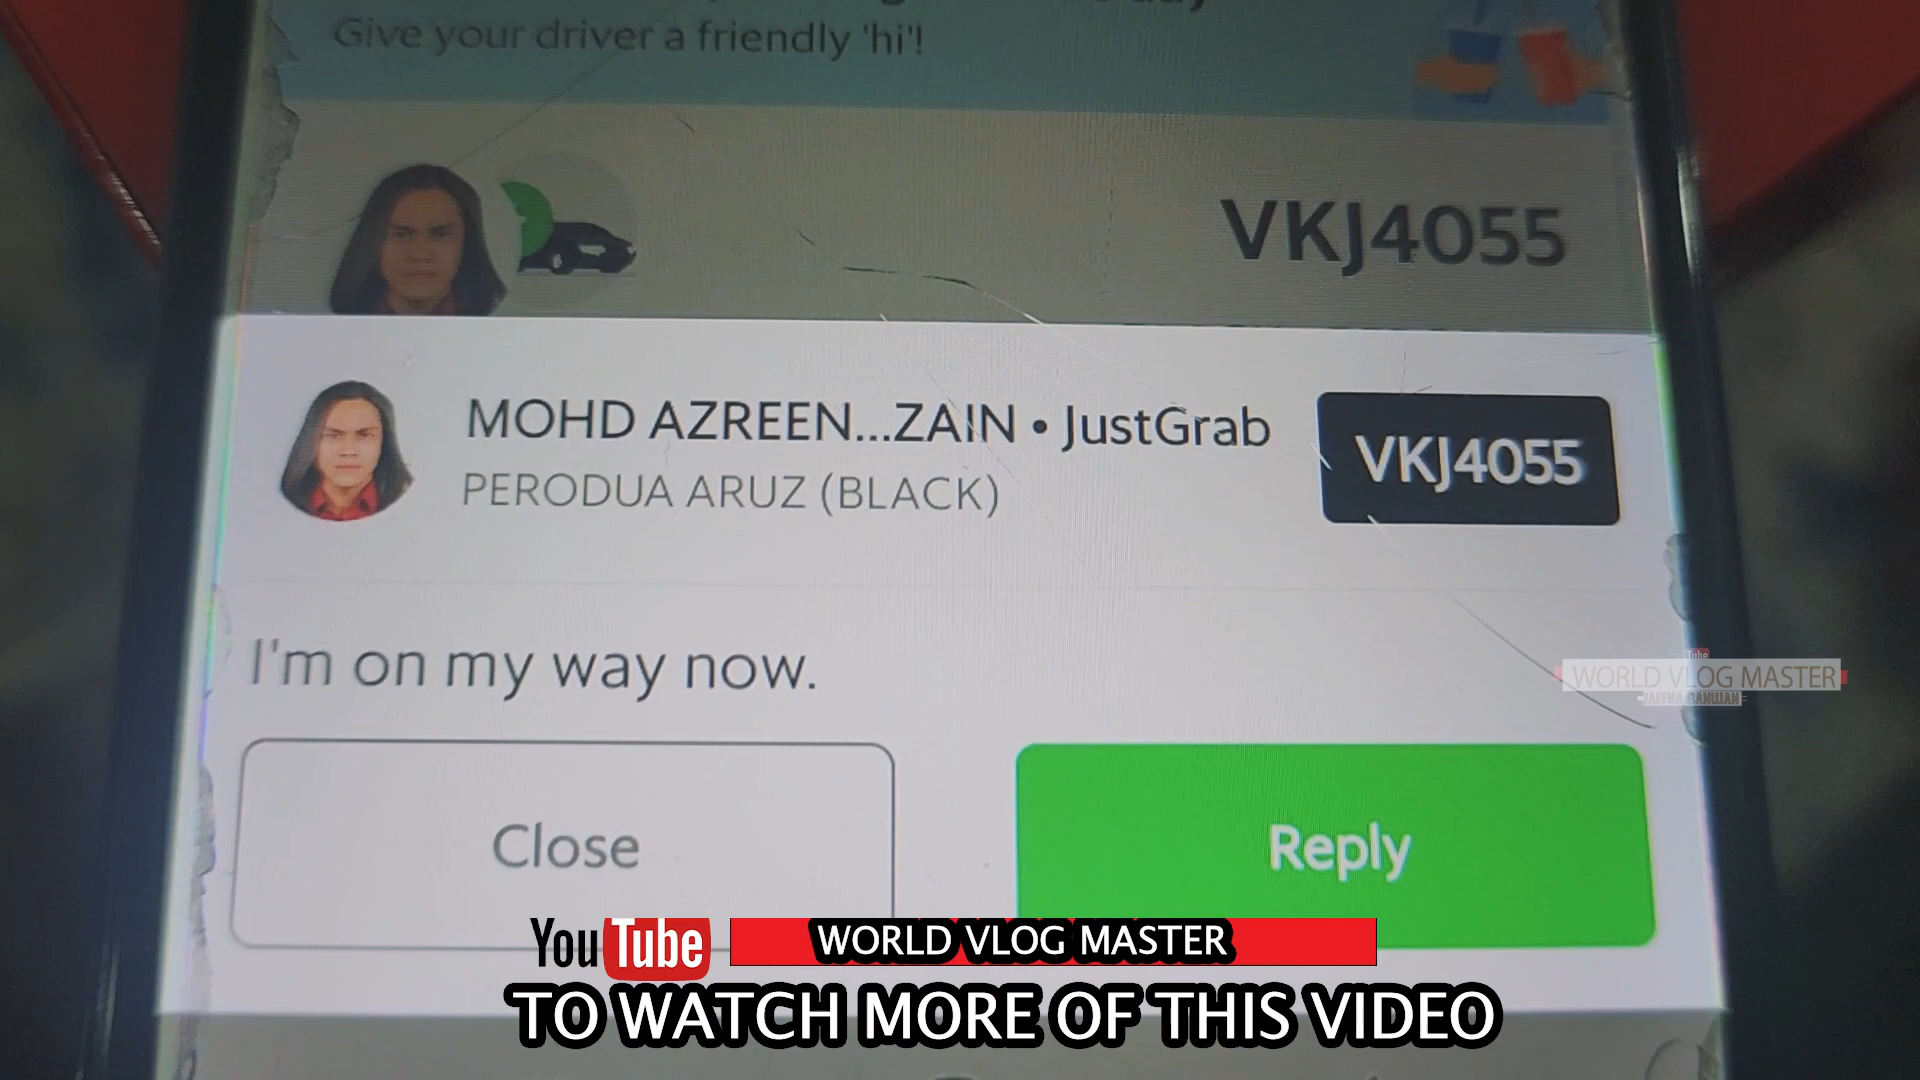 Give your driver a friendly 'hi'!
VKJ4055
MOHD AZREEN...ZAIN • JustGrab
PERODUA ARUZ (BLACK)
VKJ4055
I'm on my way now.
WORLD VLOG MASTER
Close
Reply
YouTube
WORLD VLOG MASTER
TO WATCH MORE OF THIS VIDEO